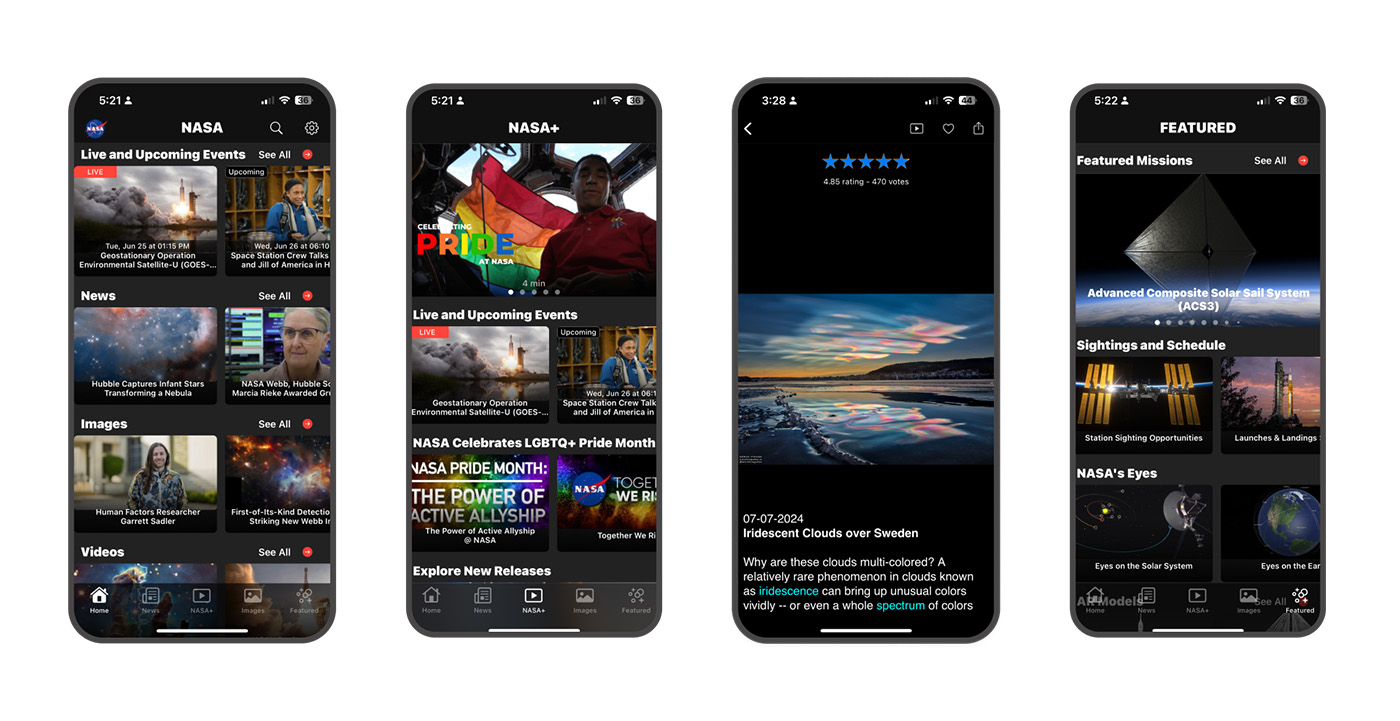 5:21
36
NASA
NASA
Live and Upcoming Events
See All
LIVE
Tue, Jun 25 at 01:15 PM
Geostationary Operation
Environmental Satellite-U (GOES-...
Upcoming
Wed, Jun 26 at 06:10
Space Station Crew Talks
and Jill of America in H
News
See All
Hubble Captures Infant Stars
Transforming a Nebula
NASA Webb, Hubble Sc
Marcia Rieke Awarded Gru
Images
See All
Human Factors Researcher
Garrett Sadler
First-of-Its-Kind Detectio
Striking New Webb Im
Videos
See All
Home
News
NASA+
Images
Featured
5:21
36
NASA+
CELEBRATING
PRIDE
AT NASA
4 min
Live and Upcoming Events
LIVE
Geostationary Operation
Environmental Satellite-U (GOES-...
Upcoming
Wed, Jun 26 at 06:1
Space Station Crew Talk
and Jill of America in
NASA Celebrates LGBTQ+ Pride Month
NASA PRIDE MONTH:
THE POWER OF
ACTIVE ALLYSHIP
The Power of Active Allyship
@ NASA
NASA
TOGET
WE RIS
Together We Ri
Explore New Releases
Home
News
NASA+
Images
Featured
3:28
44
4.85 rating - 470 votes
07-07-2024
Iridescent Clouds over Sweden
Why are these clouds multi-colored? A
relatively rare phenomenon in clouds known
as iridescence can bring up unusual colors
vividly -- or even a whole spectrum of colors
5:22
36
FEATURED
Featured Missions
See All
Advanced Composite Solar Sail System
(ACS3)
Sightings and Schedule
Station Sighting Opportunities
Launches & Landings
NASA's Eyes
Eyes on the Solar System
Eyes on the Ear
AR Models
See All
Home
News
NASA+
Images
Featured